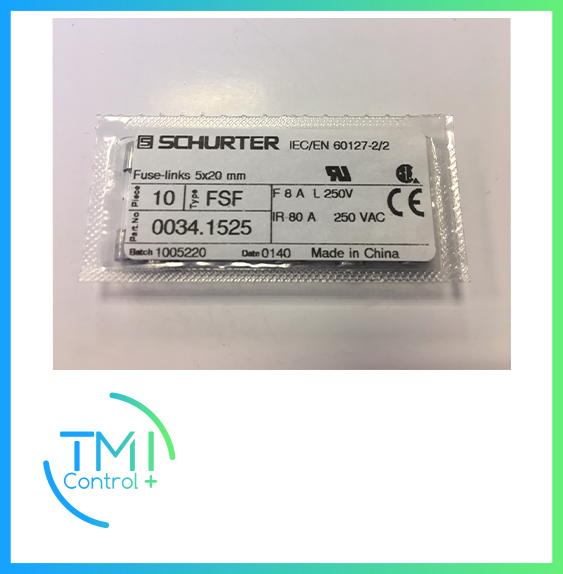 SCHURTER IEC/EN 60127-2/2
Fuse-links 5x20 mm
Piece 10 Type FSF F 8 A L 250V
IR 80 A 250 VAC
Part.No 0034.1525
Batch 1005220 Date 0140 Made in China
TMI
Control +